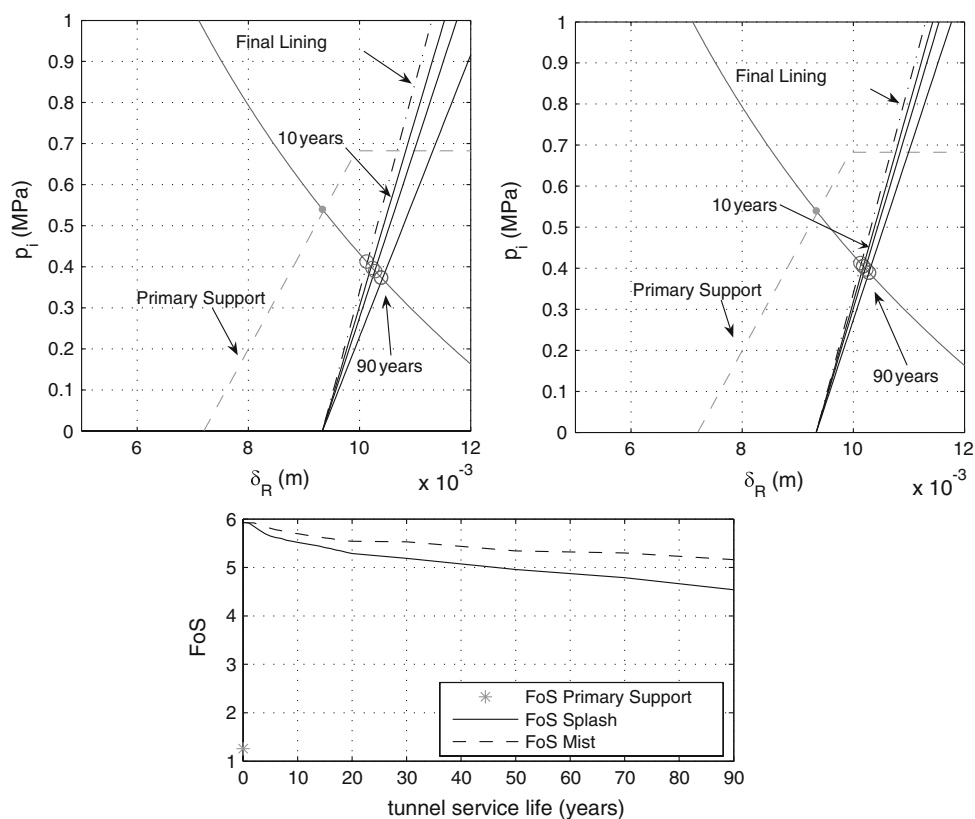 1
0.9
0.8
0.7
0.6
0.5
0.4
0.3
0.2
0.1
0
p_i (MPa)
Final Lining
10 years
Primary Support
90 years
6 8 10 12
δ_R (m)
x 10^-3
1
0.9
0.8
0.7
0.6
0.5
0.4
0.3
0.2
0.1
0
p_i (MPa)
Final Lining
10 years
Primary Support
90 years
6 8 10 12
δ_R (m)
x 10^-3
6
5
4
3
2
1
FoS
FoS Primary Support
FoS Splash
FoS Mist
0 10 20 30 40 50 60 70 80 90
tunnel service life (years)